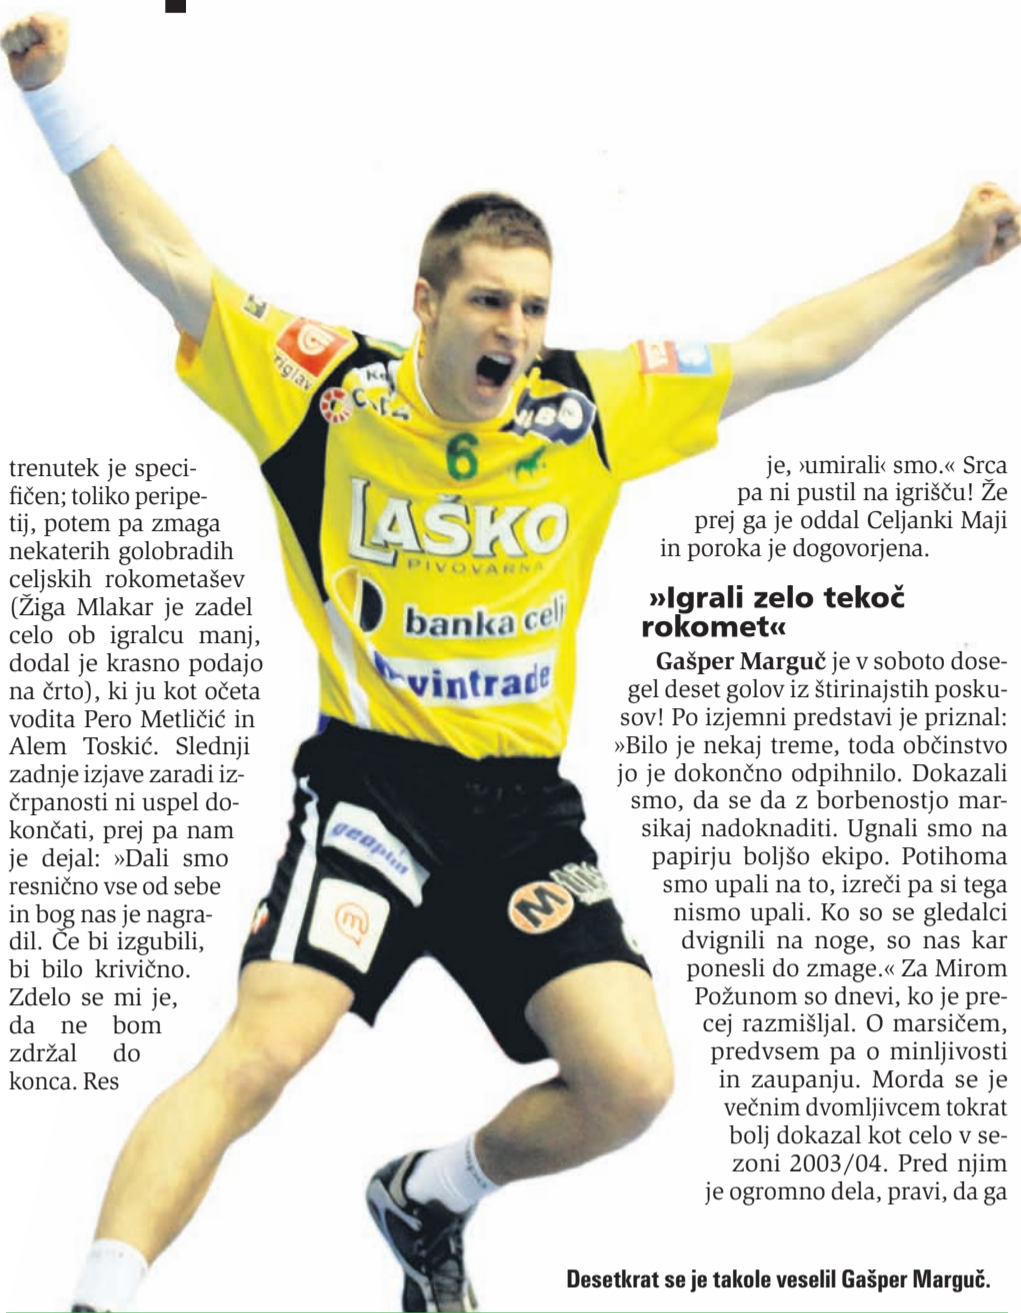 trenutek je speci-
fičen; toliko peripe-
tij, potem pa zmaga
nekaterih golobradih
celjskih rokometašev
(Žiga Mlakar je zadel
celo ob igralcu manj,
dodal je krasno podajo
na črto), ki ju kot očeta
vodita Pero Metličić in
Alem Toskić. Slednji
zadnje izjave zaradi iz-
črpanosti ni uspel do-
končati, prej pa nam
je dejal: »Dali smo
resnično vse od sebe
in bog nas je nagra-
dil. Če bi izgubili,
bi bilo krivično.
Zdelo se mi je,
da ne bom
zdržal do
konca. Res
je, ›umirali‹ smo.« Srca
pa ni pustil na igrišču! Že
prej ga je oddal Celjanki Maji
in poroka je dogovorjena.
»Igrali zelo tekoč
rokomet«
Gašper Marguč je v soboto dose-
gel deset golov iz štirinajstih posku-
sov! Po izjemni predstavi je priznal:
»Bilo je nekaj treme, toda občinstvo
jo je dokončno odpihnilo. Dokazali
smo, da se da z borbenostjo mar-
sikaj nadoknaditi. Ugnali smo na
papirju boljšo ekipo. Potihoma
smo upali na to, izreči pa si tega
nismo upali. Ko so se gledalci
dvignili na noge, so nas kar
ponesli do zmage.« Za Mirom
Požunom so dnevi, ko je pre-
cej razmišljal. O marsičem,
predvsem pa o minljivosti
in zaupanju. Morda se je
večnim dvomljivcem tokrat
bolj dokazal kot celo v se-
zoni 2003/04. Pred njim
je ogromno dela, pravi, da ga
riglav
6
LAŠKO
PIVOVARNA
banka celj
vintrade
geoplin
m
M
Desetkrat se je takole veselil Gašper Marguč.